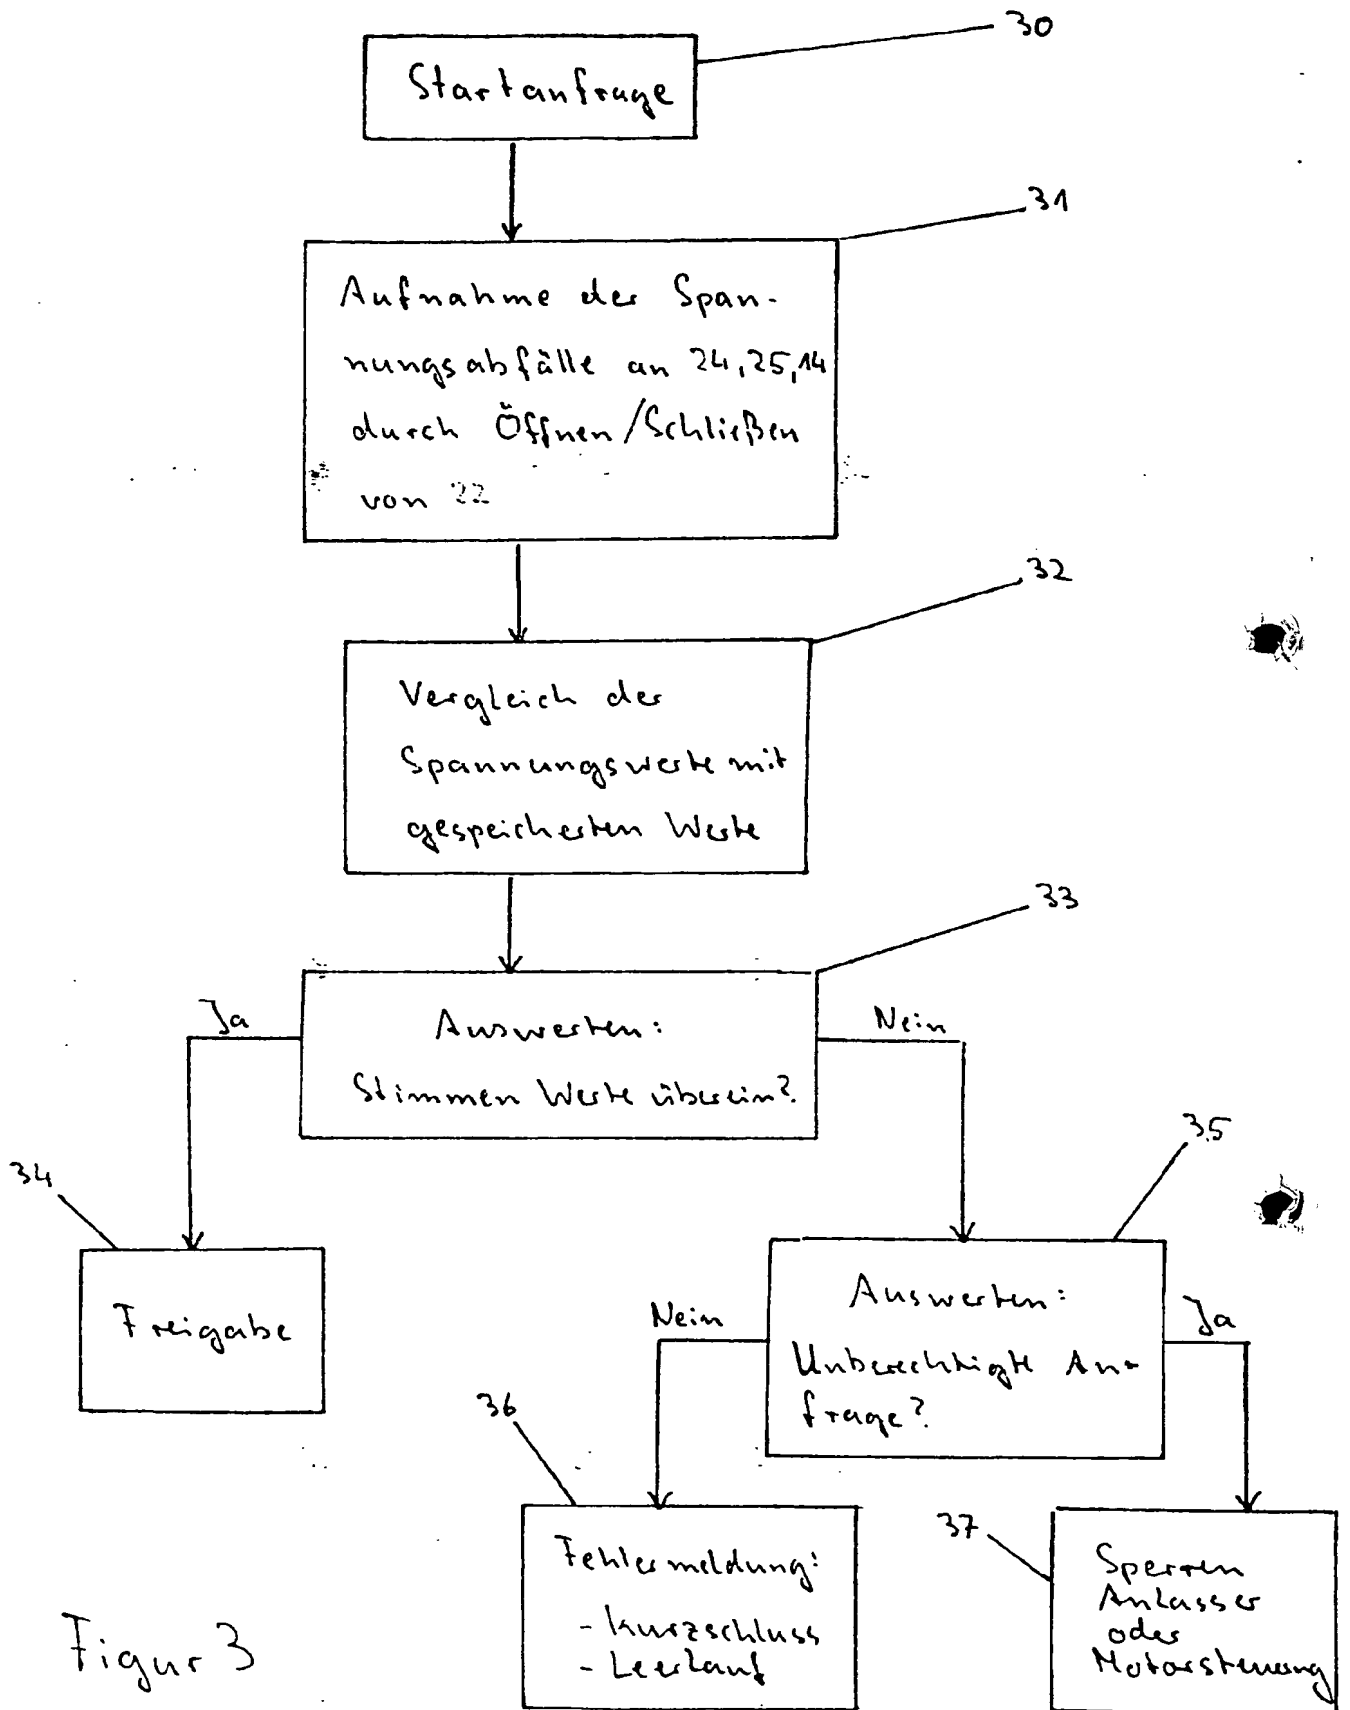 30
Startanfrage
31
Aufnahme der Span-
nungsabfälle an 24,25,14
durch Öffnen/Schließen
von 22
32
Vergleich der
Spannungswerte mit
gespeicherten Werte
33
Ja
Auswerten:
Nein
Stimmen Werte überein?
35
34
Freigabe
Nein
Auswerten:
Ja
Unberechtigte An-
frage?
36
37
Fehlermeldung:
- Kurzschluss
- Leerlauf
Sperren
Anlasser
oder
Motorsteuerung
Figur 3